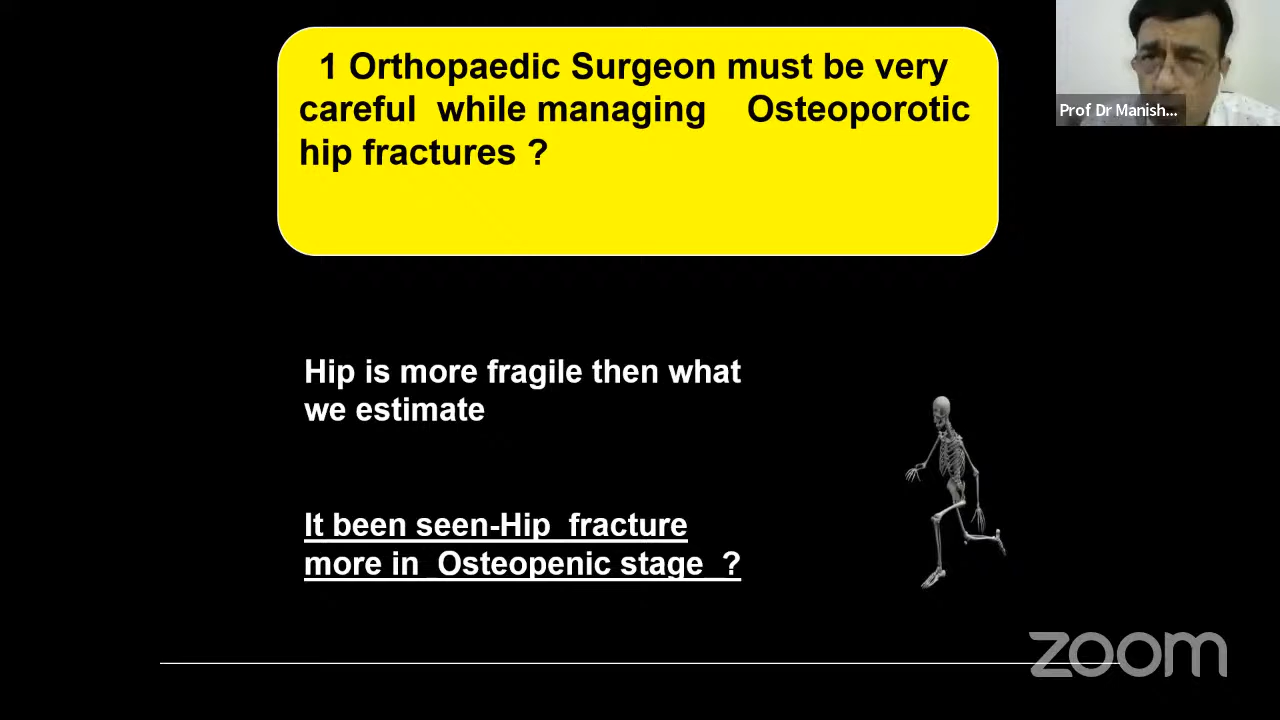 1 Orthopaedic Surgeon must be very
careful while managing Osteoporotic
hip fractures ?
Prof Dr Manish...
Hip is more fragile then what
we estimate
It been seen-Hip fracture
more in Osteopenic stage ?
zoom